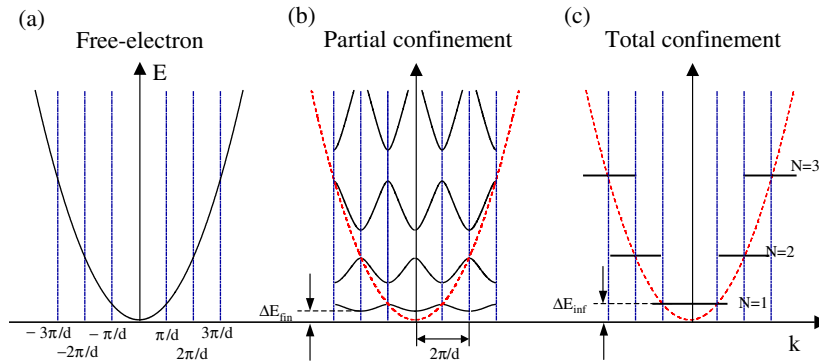 (a)
Free-electron
E
- 3π/d
-2π/d
- π/d
π/d
2π/d
3π/d
(b)
Partial confinement
ΔE_fin
2π/d
(c)
Total confinement
N=3
N=2
N=1
ΔE_inf
k